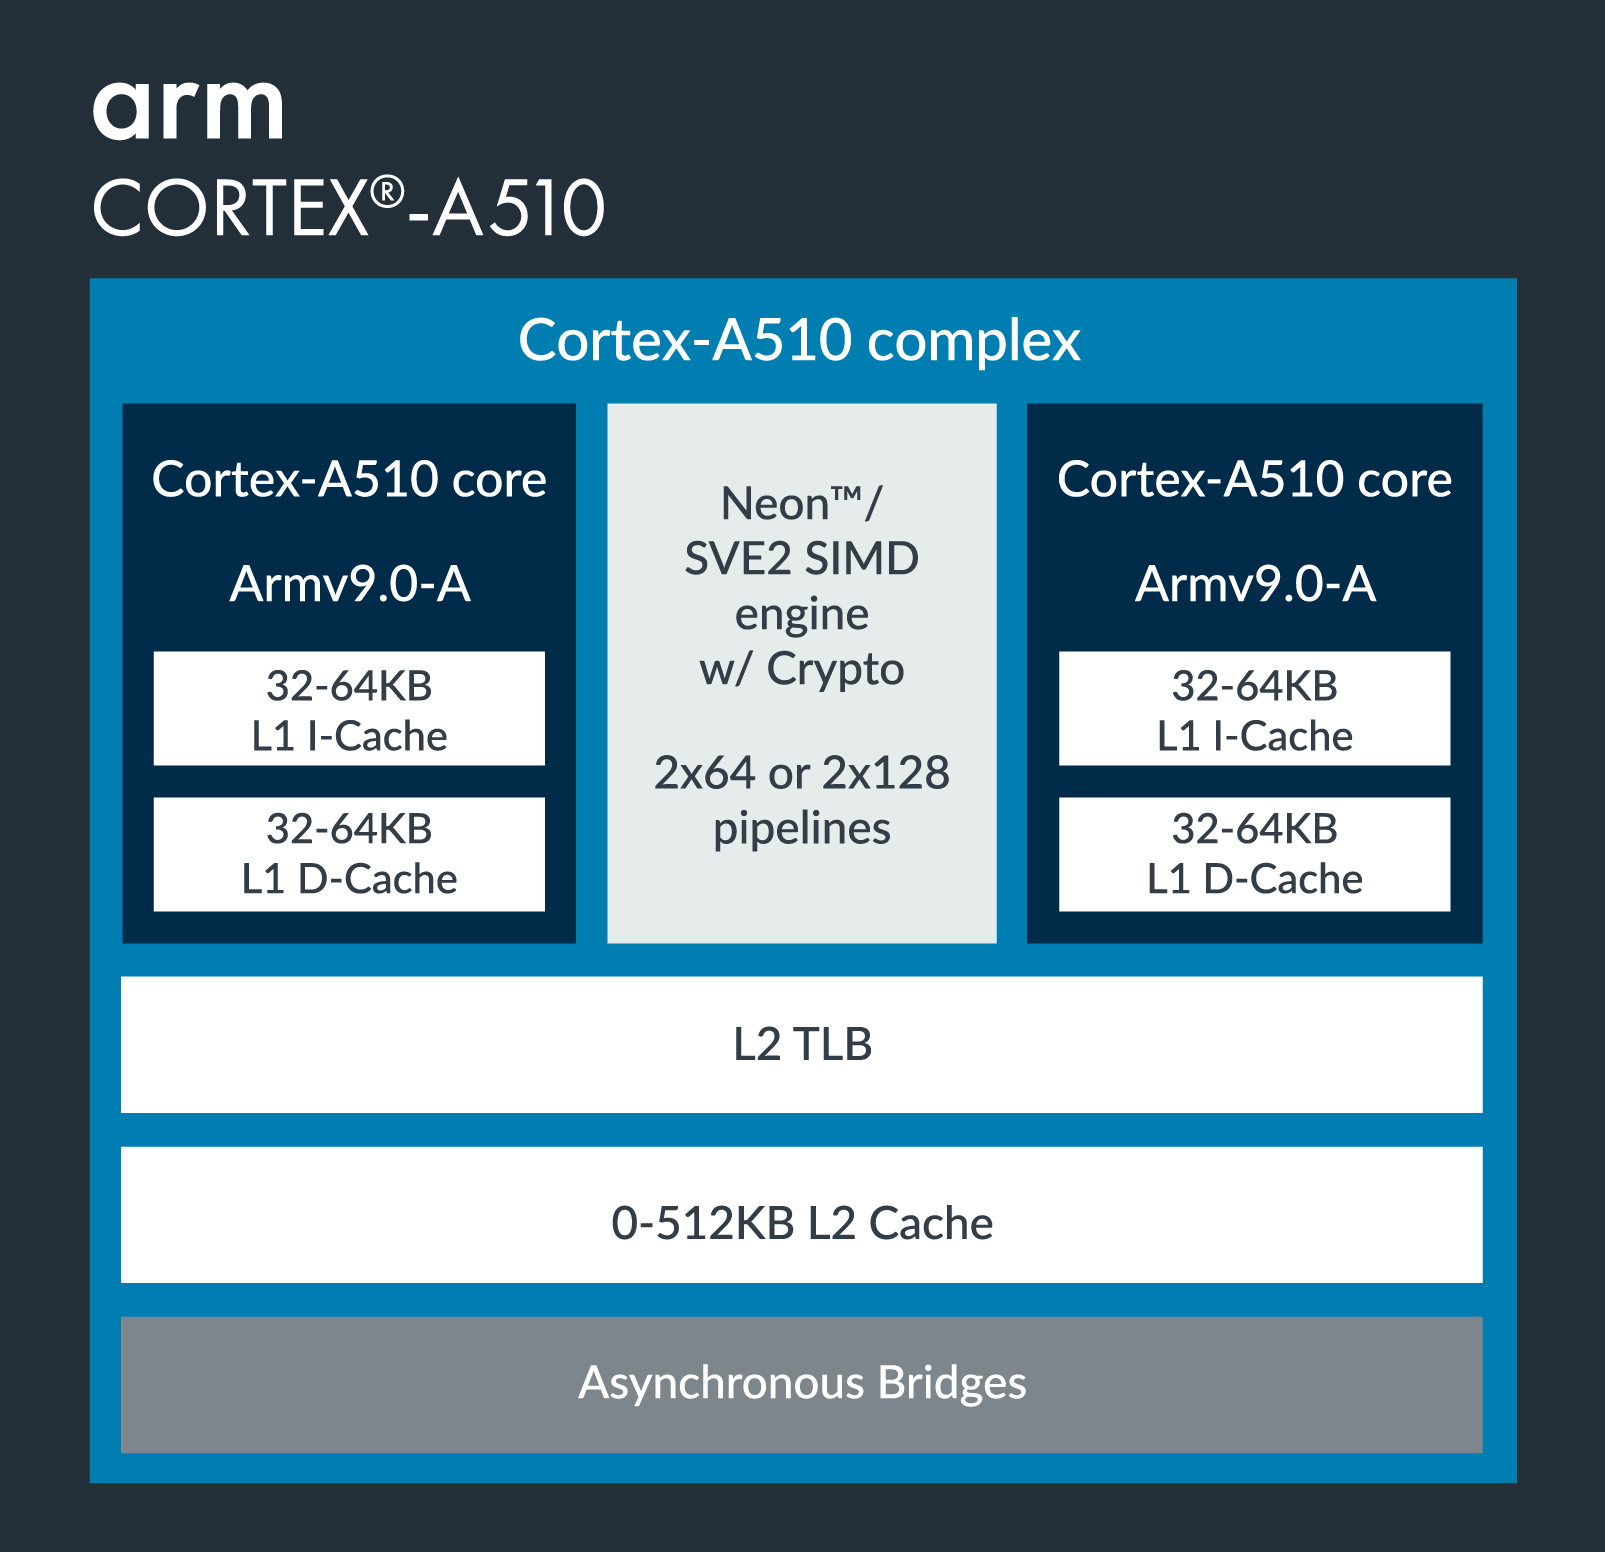 arm
CORTEX®-A510
Cortex-A510 complex
Cortex-A510 core
Armv9.0-A
32-64KB
L1 I-Cache
32-64KB
L1 D-Cache
Neon™/
SVE2 SIMD
engine
w/ Crypto
2x64 or 2x128
pipelines
Cortex-A510 core
Armv9.0-A
32-64KB
L1 I-Cache
32-64KB
L1 D-Cache
L2 TLB
0-512KB L2 Cache
Asynchronous Bridges